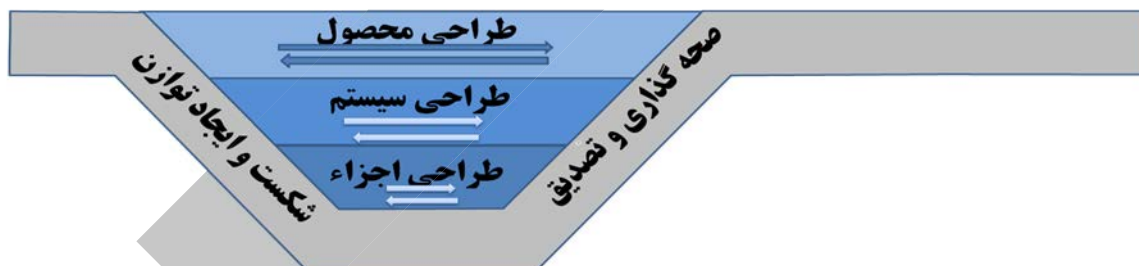 طراحی محصول
طراحی سیستم
طراحی اجزاء
صحه گذاری و تصدیق
شکست و ایجاد توازن